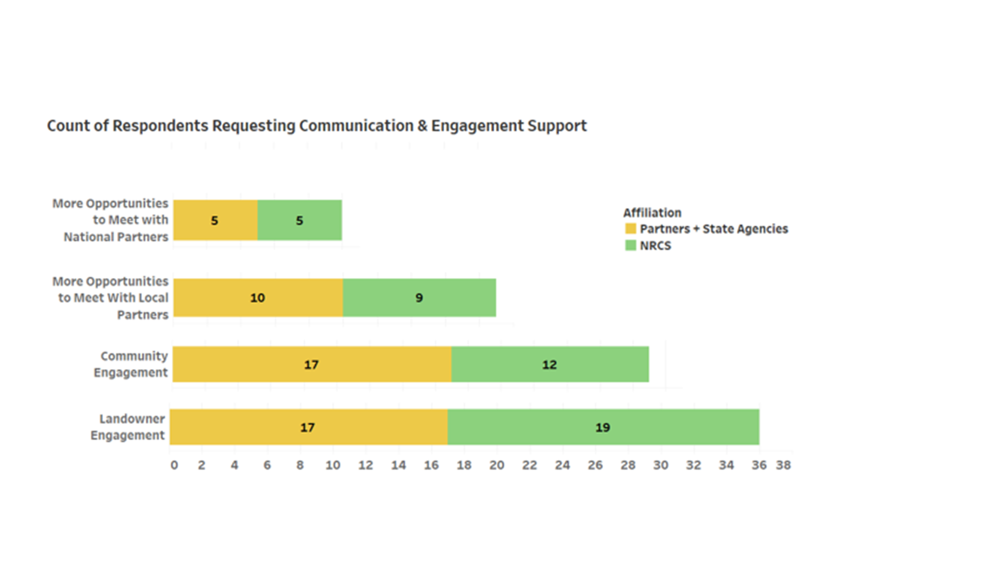 Count of Respondents Requesting Communication & Engagement Support
More Opportunities
to Meet with
National Partners
5 5
Affiliation
Partners + State Agencies
NRCS
More Opportunities
to Meet With Local
Partners
10 9
Community
Engagement
17 12
Landowner
Engagement
17 19
0 2 4 6 8 10 12 14 16 18 20 22 24 26 28 30 32 34 36 38